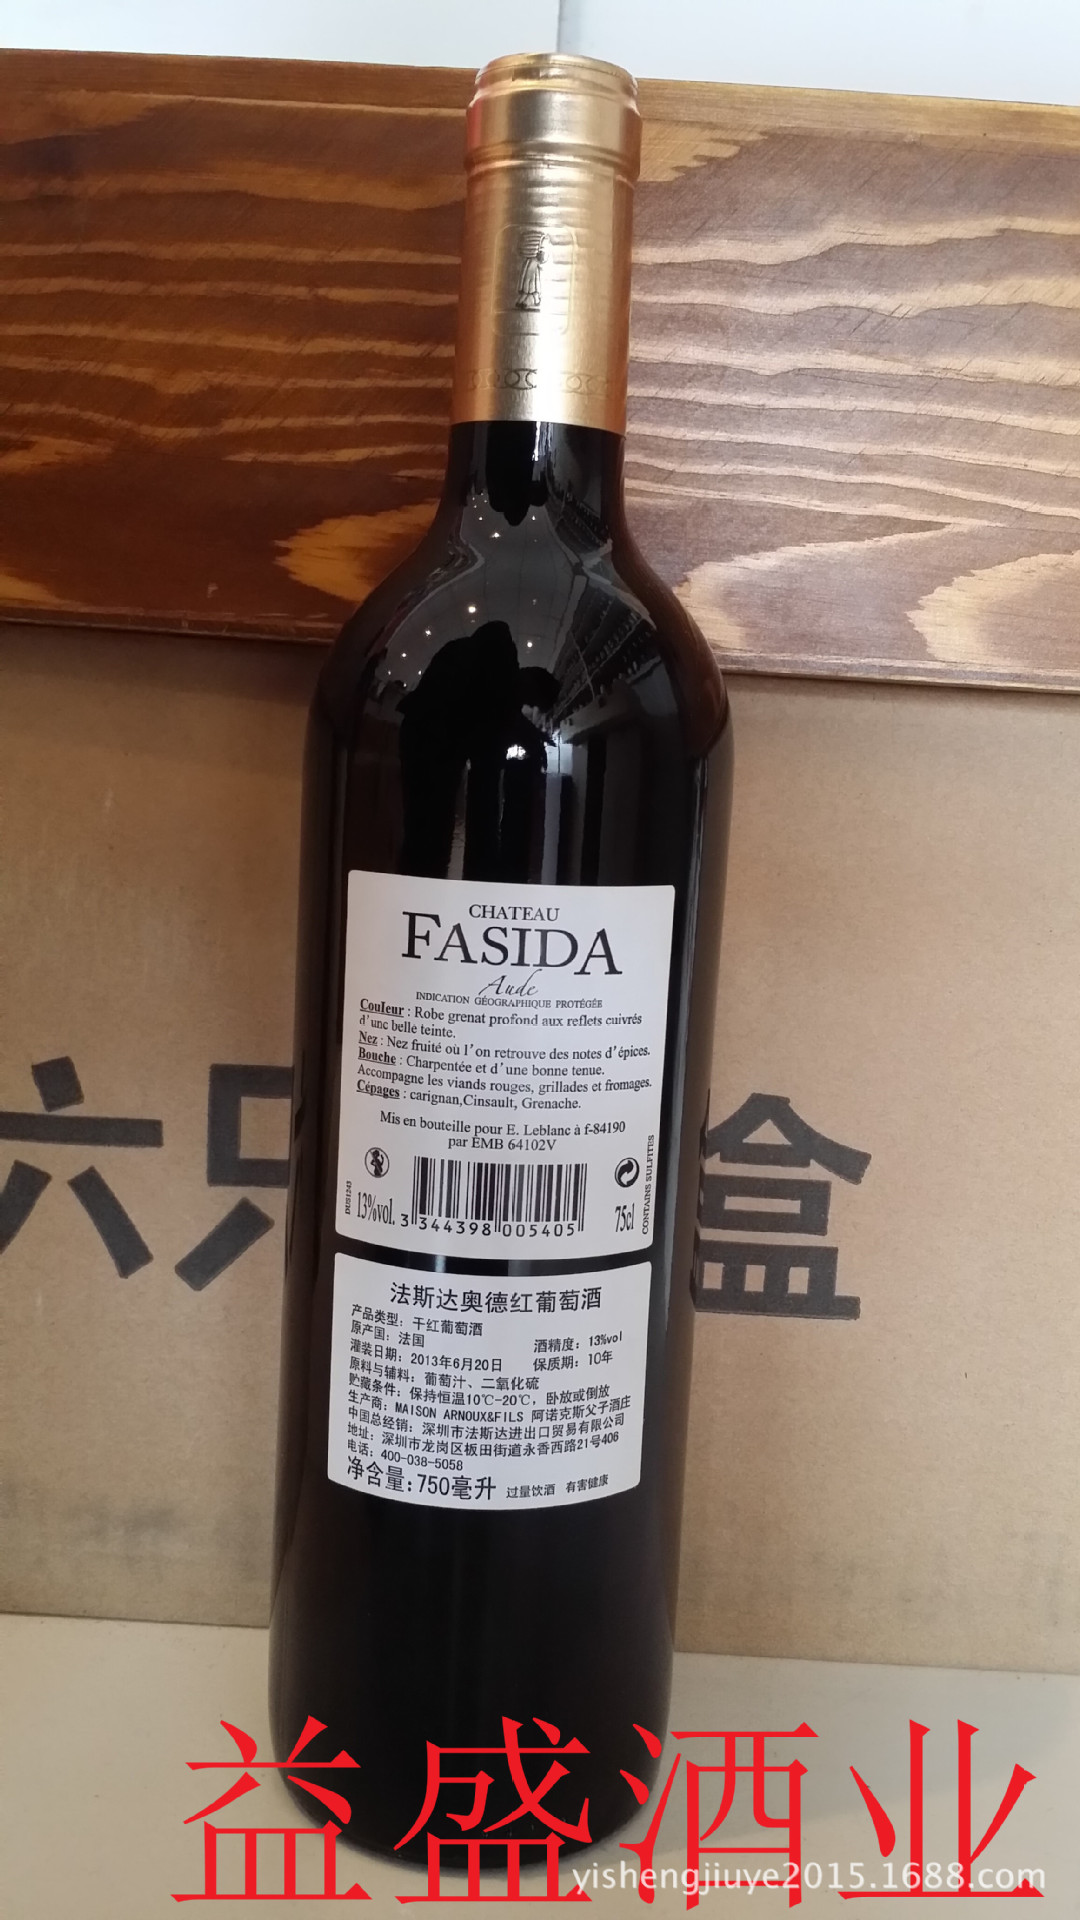 CHATEAU
FASIDA
Aude
INDICATION GÉOGRAPHIQUE PROTÉGÉE
Couleur : Robe grenat profond aux reflets cuivrés
d'une belle teinte.
Nez : Nez fruité où l'on retrouve des notes d'épices.
Bouche : Charpentée et d'une bonne tenue.
Accompagne les viands rouges, grillades et fromages.
Cépages : carignan,Cinsault, Grenache.
Mis en bouteille pour E. Leblanc à f-84190
par EMB 64102V
DUS1243
13%vol.
3 344398 005405
75cl
CONTAINS SULFITES
法斯达奥德红葡萄酒
产品类型：干红葡萄酒
原产国：法国 酒精度：13%vol
灌装日期：2013年6月20日 保质期：10年
原料与辅料：葡萄汁、二氧化硫
贮藏条件：保持恒温10℃-20℃，卧放或倒放
生产商：MAISON ARNOUX&FILS 阿诺克斯父子酒庄
中国总经销：深圳市法斯达进出口贸易有限公司
地址：深圳市龙岗区板田街道永香西路21号406
电话：400-038-5058
净含量：750毫升 过量饮酒 有害健康
六只 盒
益盛酒业
yishengjiuye2015.1688.com